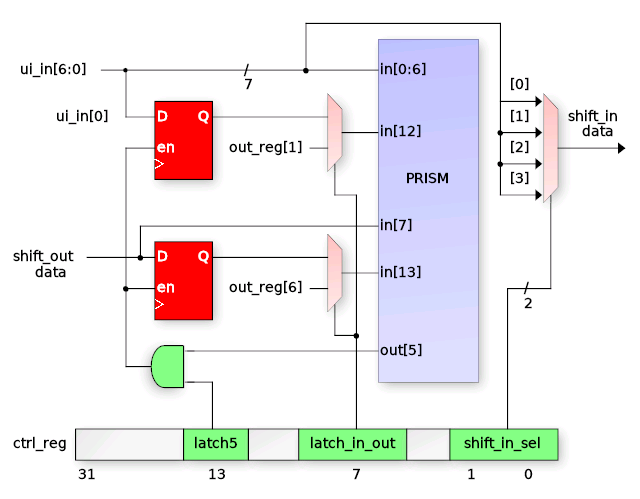 [0]
ui_in[6:0]
7
in[0:6]
[1]
ui_in[0]
D Q
en
out_reg[1]
in[12]
shift_in
data
[2]
[3]
PRISM
in[7]
shift_out
data
D Q
en
out_reg[6]
in[13]
2
out[5]
ctrl_reg
latch5
latch_in_out
shift_in_sel
31
13
7
1
0